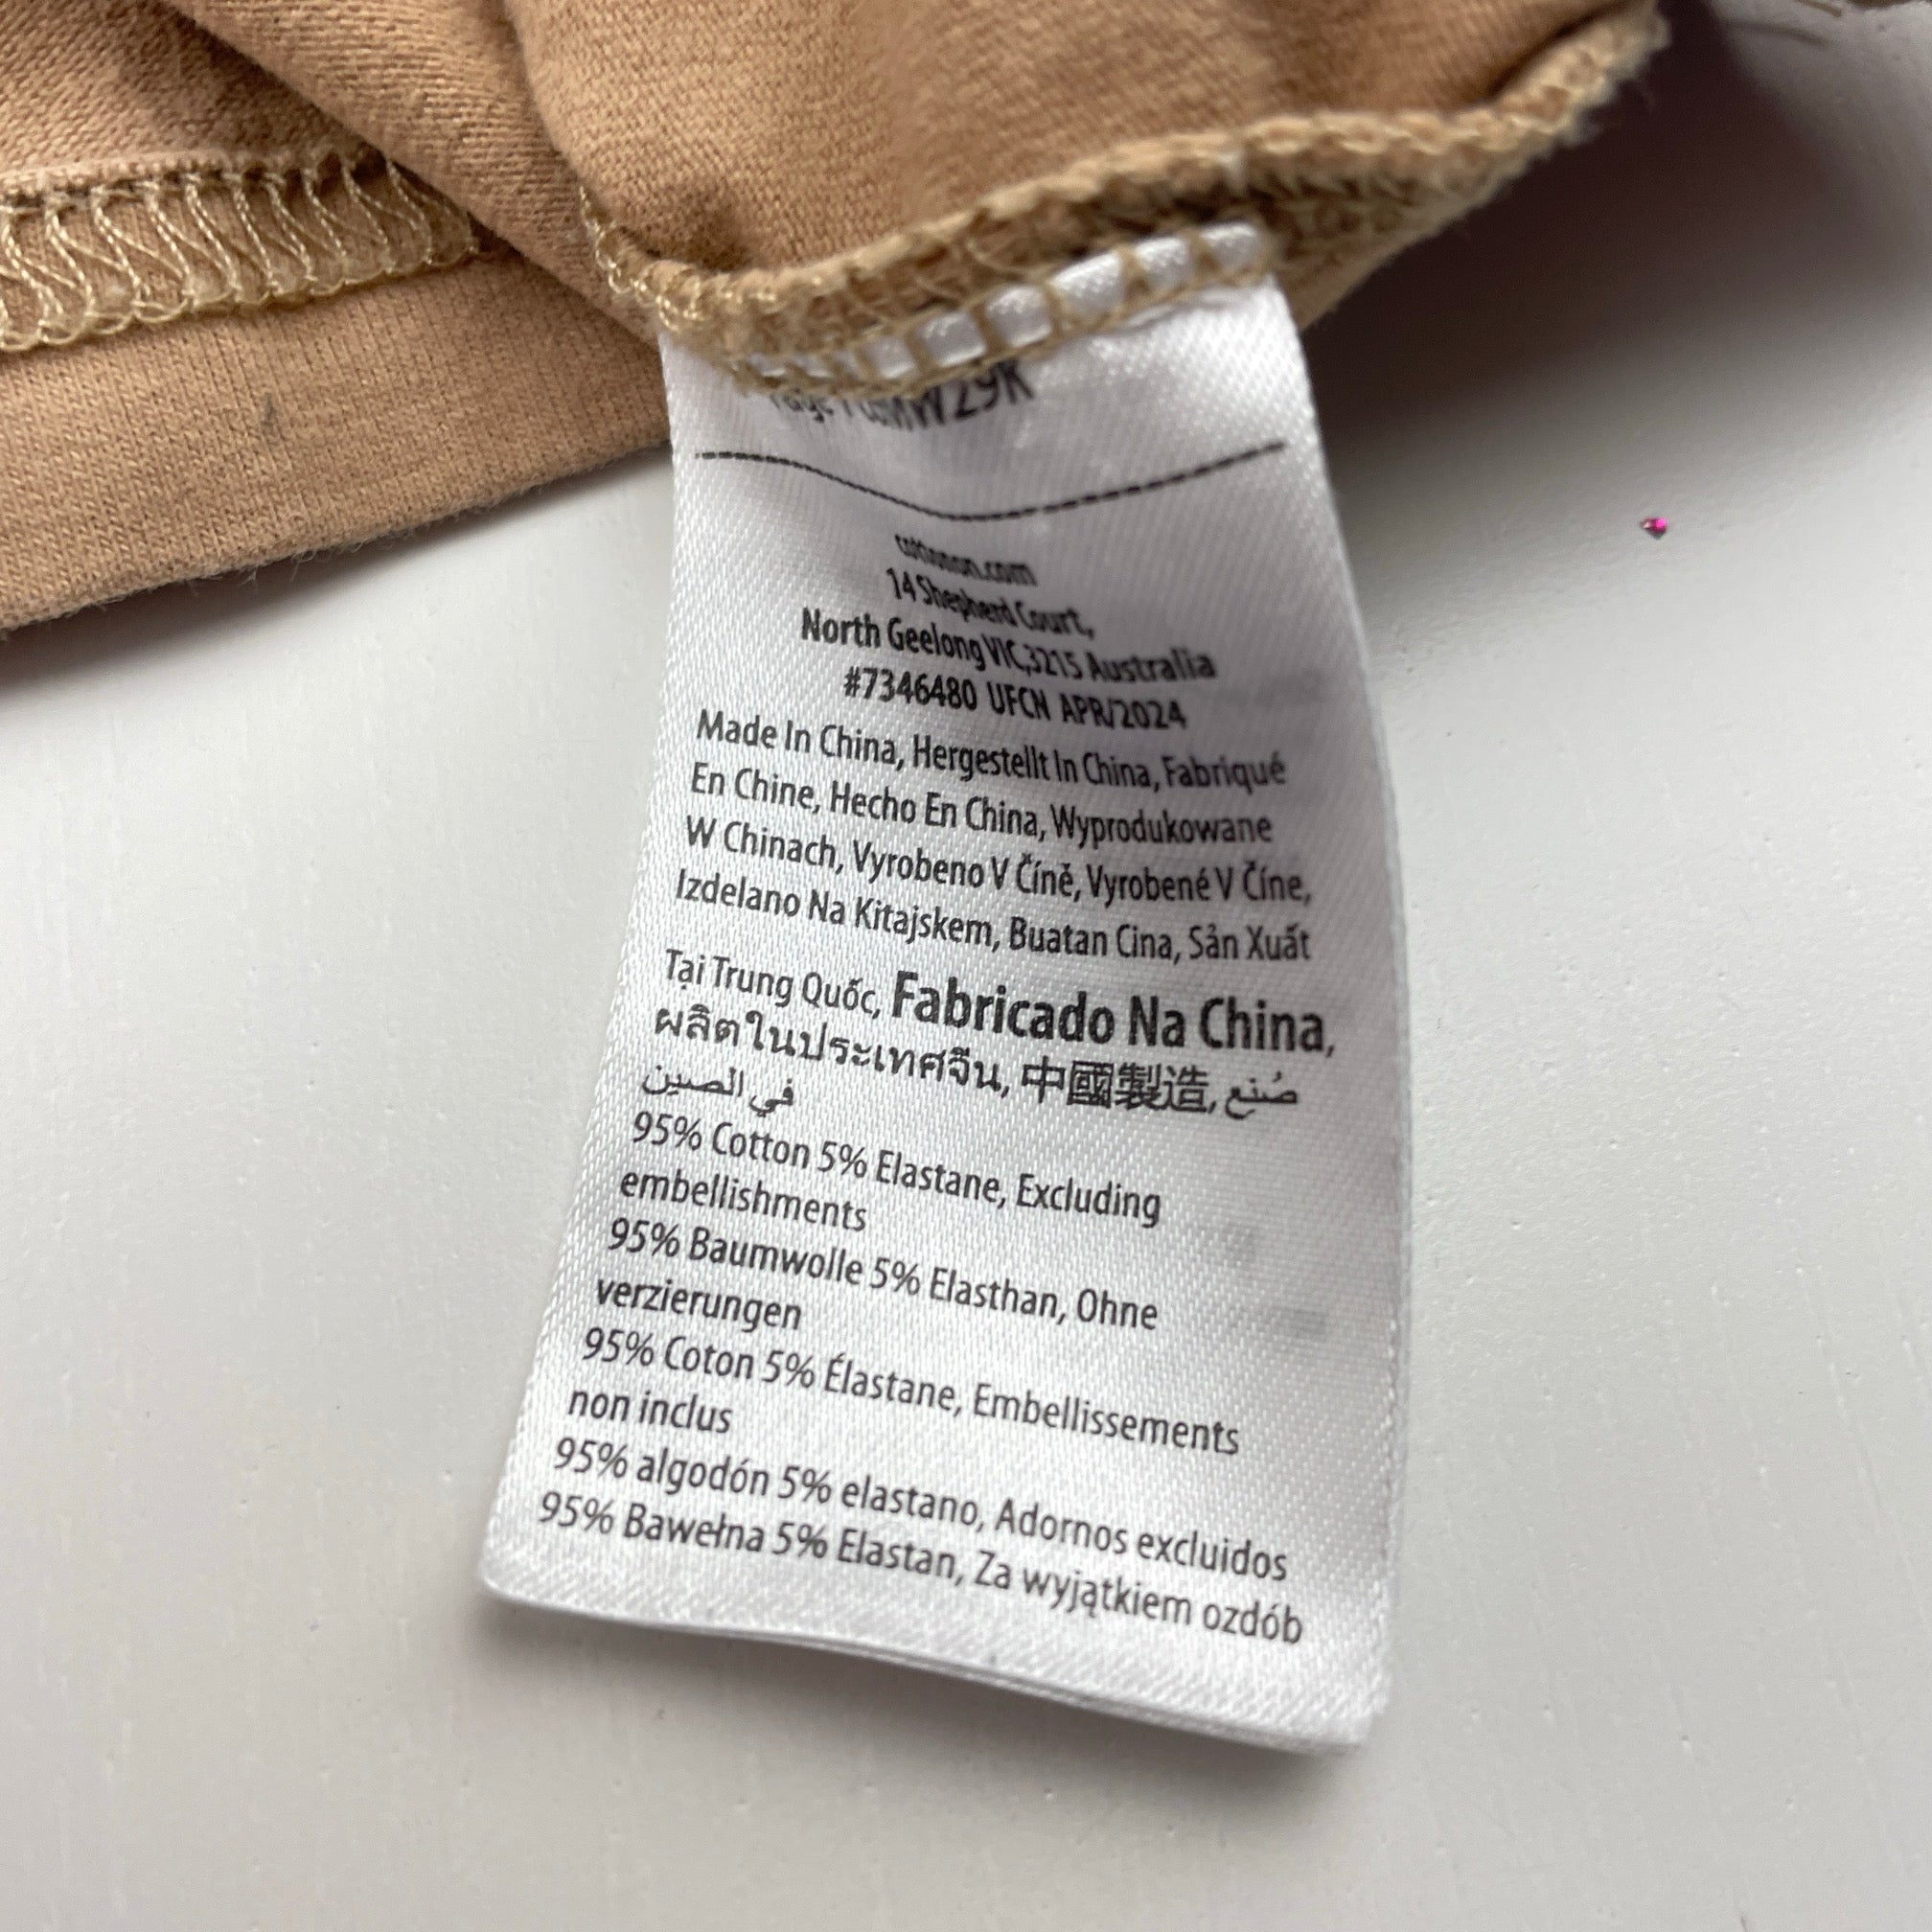 cottonon.com
14 Shepherd Court,
North Geelong VIC,3215 Australia
#7346480 UFCN APR/2024
Made In China, Hergestellt In China, Fabriqué
En Chine, Hecho En China, Wyprodukowane
W Chinach, Vyrobeno V Číně, Vyrobené V Číne,
Izdelano Na Kitajskem, Buatan Cina, Sản Xuất
Tại Trung Quốc, Fabricado Na China,
ผลิตในประเทศจีน, 中國製造, صُنع
في الصين
95% Cotton 5% Elastane, Excluding
embellishments
95% Baumwolle 5% Elasthan, Ohne
verzierungen
95% Coton 5% Élastane, Embellissements
non inclus
95% algodón 5% elastano, Adornos excluidos
95% Bawełna 5% Elastan, Za wyjątkiem ozdób